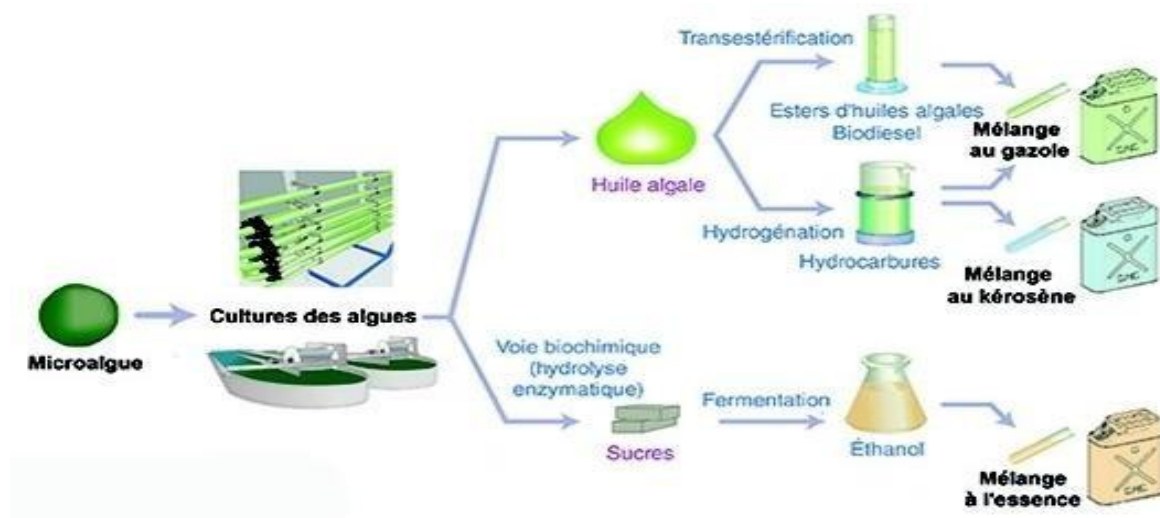 Transestérification
Esters d'huiles algales
Biodiesel
Mélange
au gazole
Huile algale
Hydrogénation
Hydrocarbures
Mélange
au kérosène
Microalgue
Cultures des algues
Voie biochimique
(hydrolyse
enzymatique)
Sucres
Fermentation
Éthanol
Mélange
à l'essence